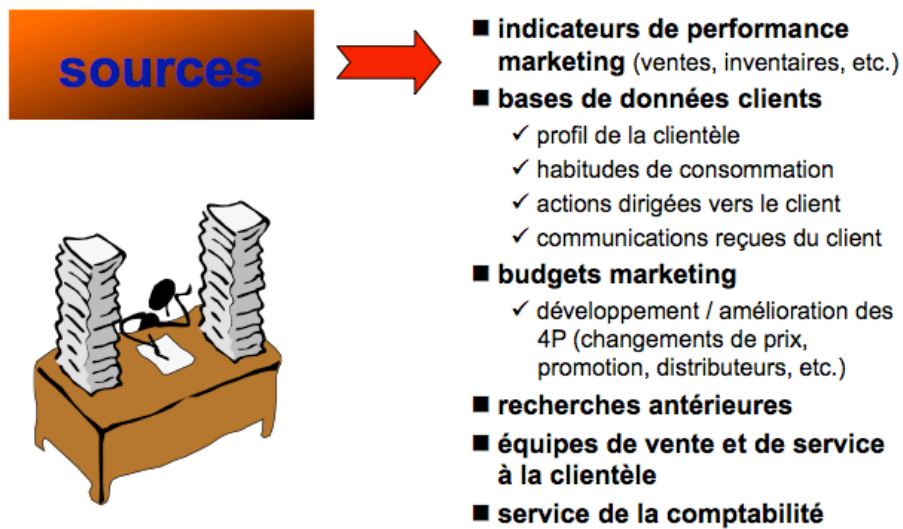 sources
■ indicateurs de performance
marketing (ventes, inventaires, etc.)
■ bases de données clients
✓ profil de la clientèle
✓ habitudes de consommation
✓ actions dirigées vers le client
✓ communications reçues du client
■ budgets marketing
✓ développement / amélioration des
4P (changements de prix,
promotion, distributeurs, etc.)
■ recherches antérieures
■ équipes de vente et de service
à la clientèle
■ service de la comptabilité